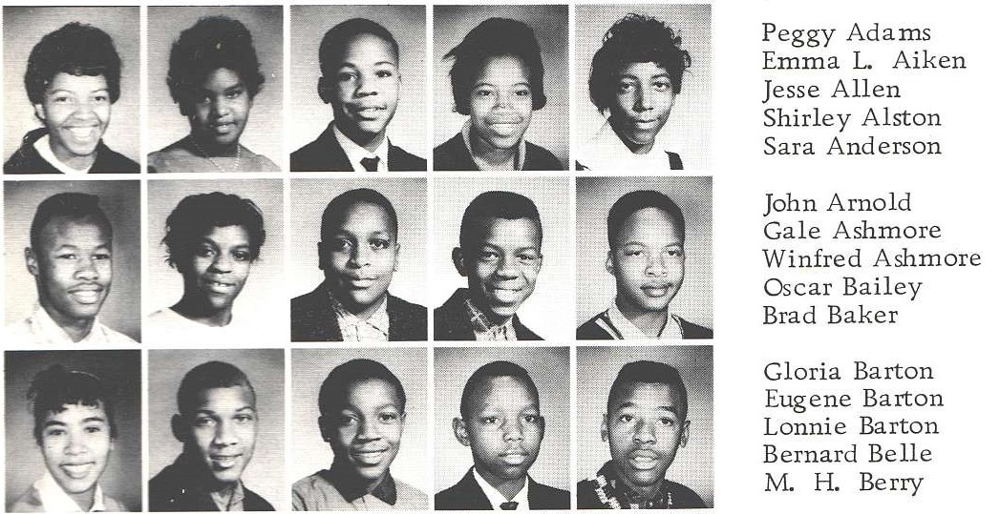 Peggy Adams
Emma L. Aiken
Jesse Allen
Shirley Alston
Sara Anderson
John Arnold
Gale Ashmore
Winfred Ashmore
Oscar Bailey
Brad Baker
Gloria Barton
Eugene Barton
Lonnie Barton
Bernard Belle
M. H. Berry